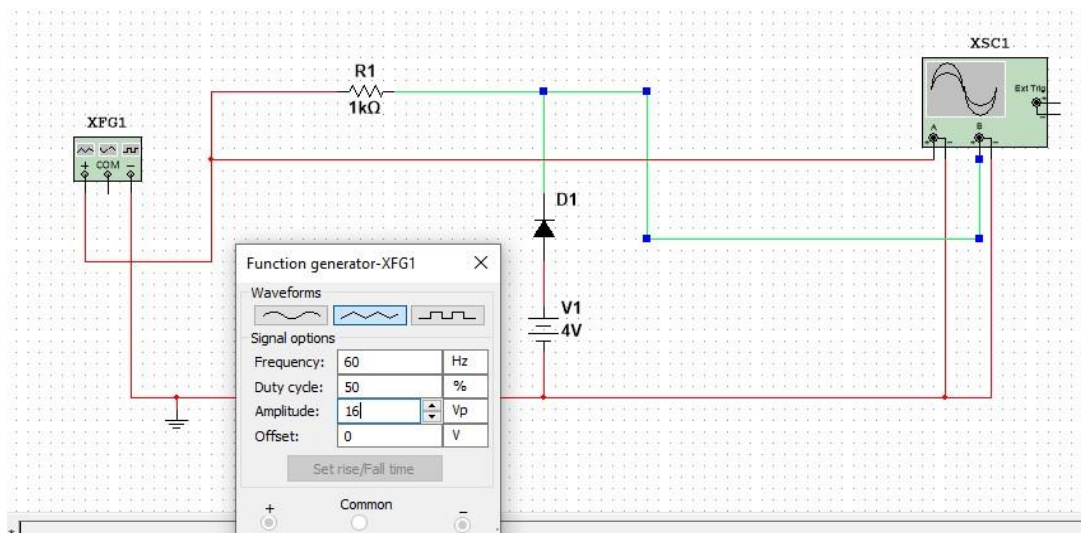 XSC1
Ext Trig
+
-
A
B
+ - + -
R1
1kΩ
XFG1
+ COM -
D1
V1
4V
Function generator-XFG1
Waveforms
Signal options
Frequency: 60 Hz
Duty cycle: 50 %
Amplitude: 16 Vp
Offset: 0 V
Set rise/Fall time
+ Common -